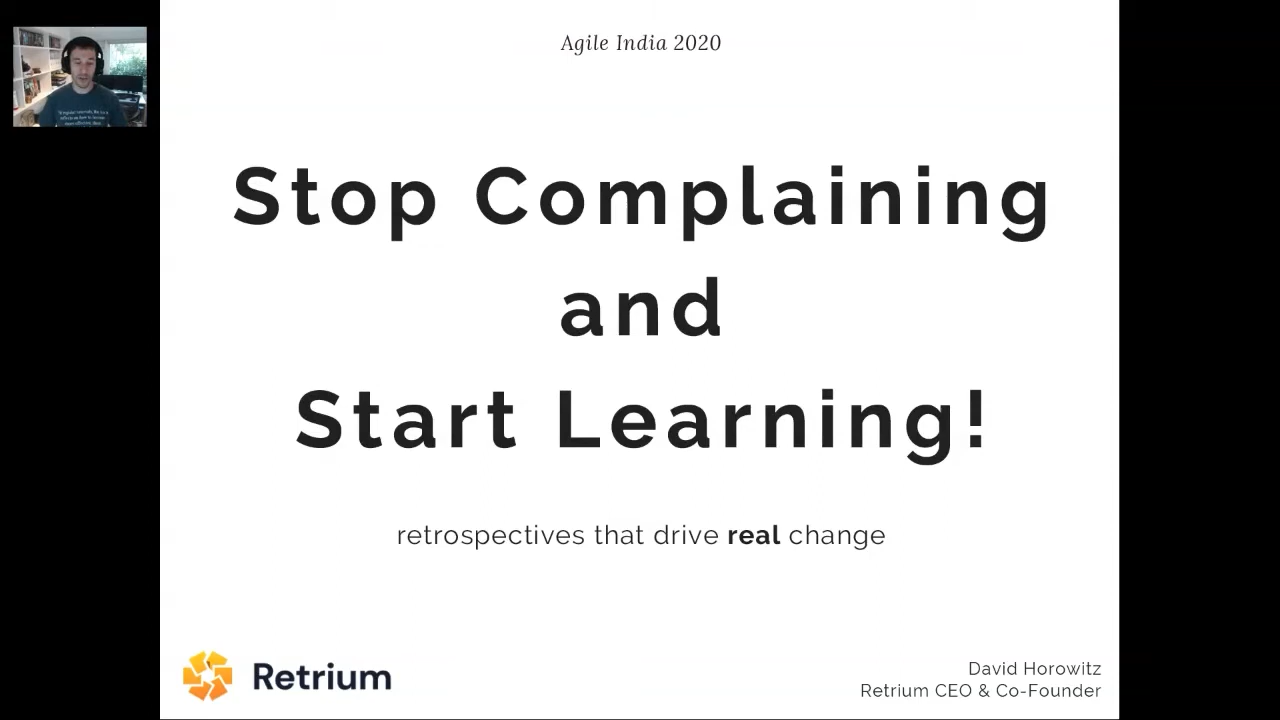 Agile India 2020
Stop Complaining
and
Start Learning!
retrospectives that drive real change
Retrium
David Horowitz
Retrium CEO & Co-Founder